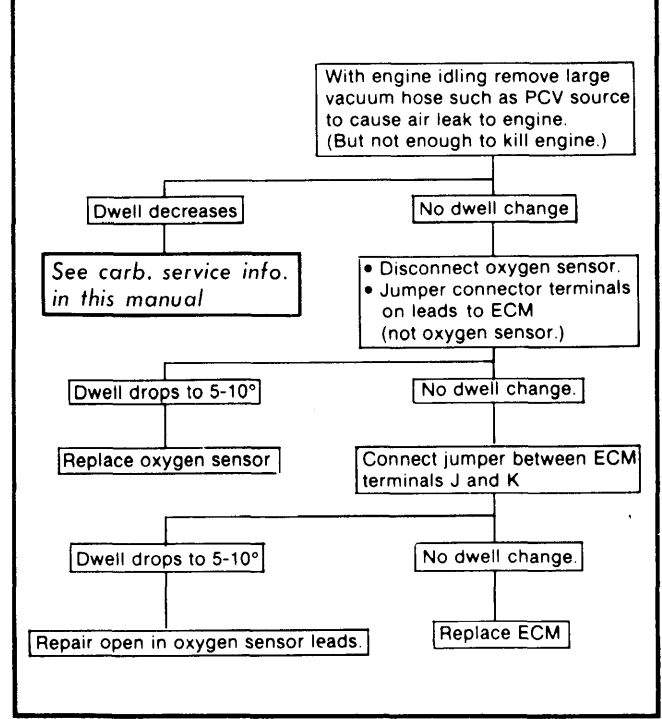 With engine idling remove large
vacuum hose such as PCV source
to cause air leak to engine.
(But not enough to kill engine.)
Dwell decreases
No dwell change
See carb. service info.
in this manual
• Disconnect oxygen sensor.
• Jumper connector terminals
on leads to ECM
(not oxygen sensor.)
Dwell drops to 5-10°
No dwell change.
Replace oxygen sensor
Connect jumper between ECM
terminals J and K
Dwell drops to 5-10°
No dwell change.
Repair open in oxygen sensor leads.
Replace ECM